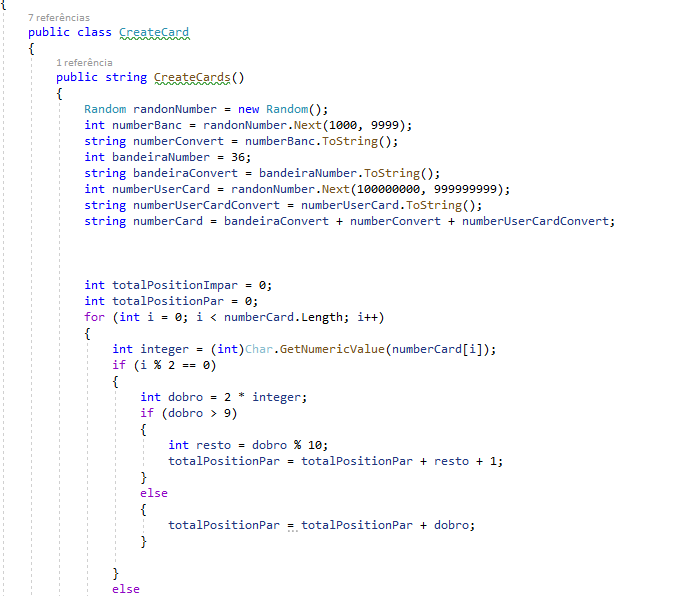 {
7 referências
public class CreateCard
{
1 referência
public string CreateCards()
{
Random randonNumber = new Random();
int numberBanc = randonNumber.Next(1000, 9999);
string numberConvert = numberBanc.ToString();
int bandeiraNumber = 36;
string bandeiraConvert = bandeiraNumber.ToString();
int numberUserCard = randonNumber.Next(100000000, 999999999);
string numberUserCardConvert = numberUserCard.ToString();
string numberCard = bandeiraConvert + numberConvert + numberUserCardConvert;
int totalPositionImpar = 0;
int totalPositionPar = 0;
for (int i = 0; i < numberCard.Length; i++)
{
int integer = (int)Char.GetNumericValue(numberCard[i]);
if (i % 2 == 0)
{
int dobro = 2 * integer;
if (dobro > 9)
{
int resto = dobro % 10;
totalPositionPar = totalPositionPar + resto + 1;
}
else
{
totalPositionPar = totalPositionPar + dobro;
}
}
else